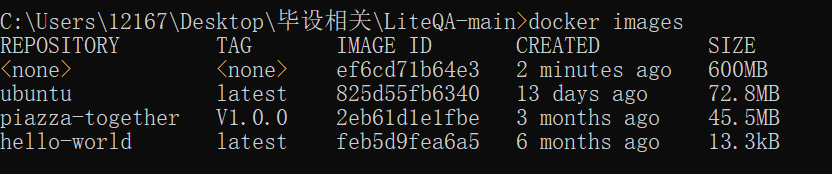 C:\Users\12167\Desktop\毕设相关\LiteQA-main>docker images
REPOSITORY TAG IMAGE ID CREATED SIZE
<none> <none> ef6cd71b64e3 2 minutes ago 600MB
ubuntu latest 825d55fb6340 13 days ago 72.8MB
piazza-together V1.0.0 2eb61d1e1fbe 3 months ago 45.5MB
hello-world latest feb5d9fea6a5 6 months ago 13.3kB